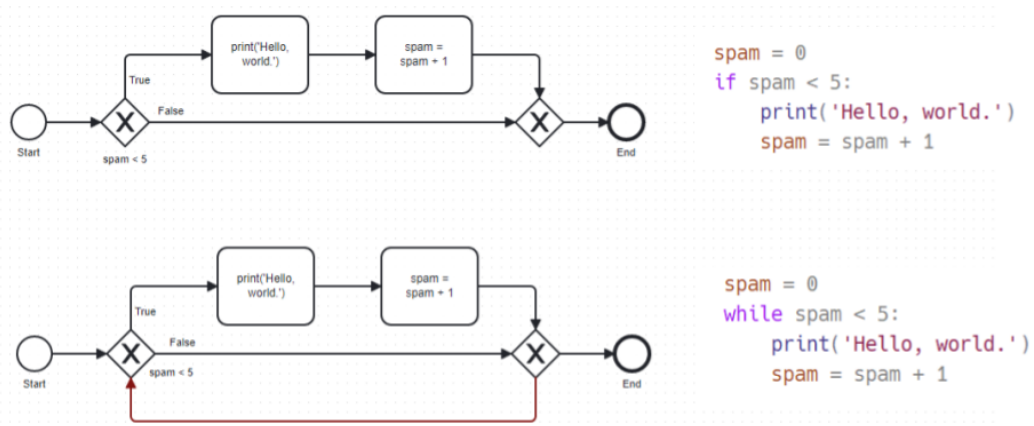 print('Hello,
world.')
spam =
spam + 1
True
False
X
X
Start
spam < 5
End
spam = 0
if spam < 5:
print('Hello, world.')
spam = spam + 1
print('Hello,
world.')
spam =
spam + 1
True
False
X
X
Start
spam < 5
End
spam = 0
while spam < 5:
print('Hello, world.')
spam = spam + 1